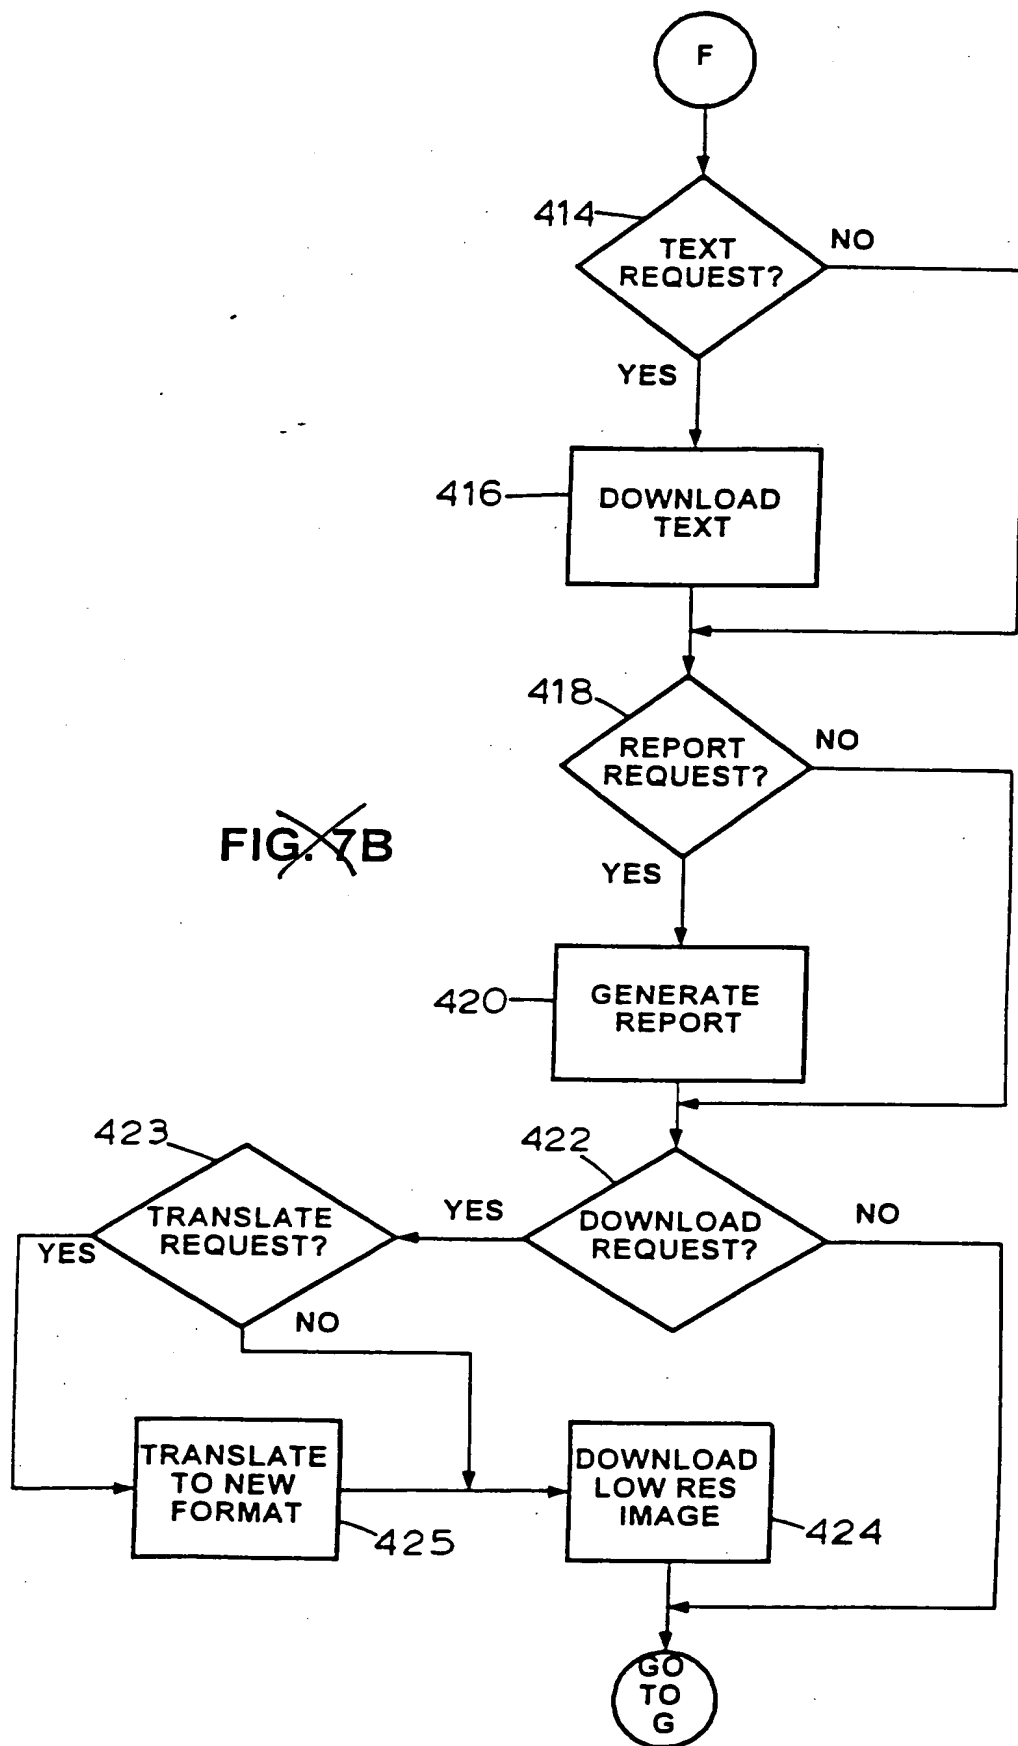 F
414
TEXT
REQUEST?
NO
YES
416
DOWNLOAD
TEXT
418
REPORT
REQUEST?
NO
FIG. 7B
YES
420
GENERATE
REPORT
423
422
TRANSLATE
REQUEST?
YES
DOWNLOAD
REQUEST?
NO
YES
NO
TRANSLATE
TO NEW
FORMAT
425
DOWNLOAD
LOW RES
IMAGE
424
GO
TO
G